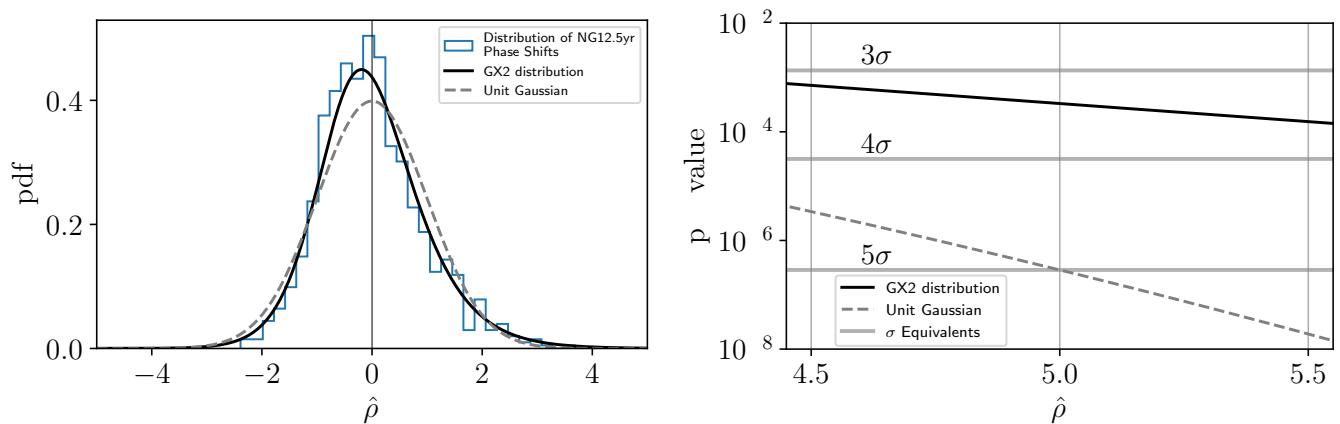 Distribution of NG12.5yr
Phase Shifts
GX2 distribution
Unit Gaussian
pdf
0.4
0.2
0.0
−4
−2
0
2
4
ρ̂
10 2
10 4
10 6
10 8
p value
3σ
4σ
5σ
GX2 distribution
Unit Gaussian
σ Equivalents
4.5
5.0
5.5
ρ̂